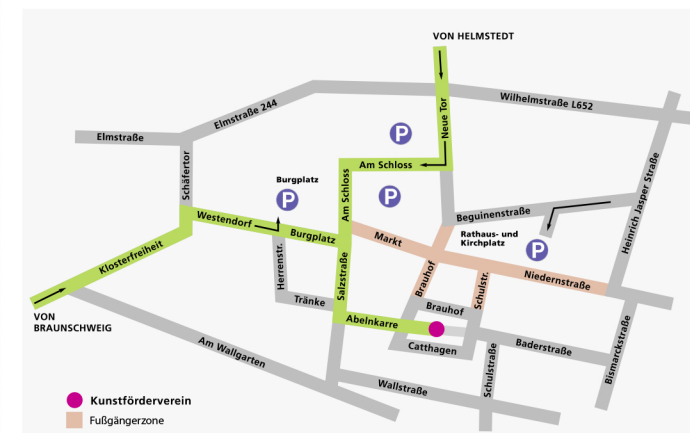 VON HELMSTEDT
Wilhelmstraße L652
Elmstraße 244
Elmstraße
Neue Tor
P
Am Schloss
Schäfertor
Heinrich Jasper Straße
Burgplatz
P
P
Am Schloss
Westendorf
Beguinenstraße
Burgplatz
Markt
Rathaus- und
Kirchplatz
P
Klosterfreiheit
Herrenstr.
Salzstraße
Brauhof
Schulstr.
Niedernstraße
Tränke
Brauhof
VON
BRAUNSCHWEIG
Abelnkarre
Catthagen
Baderstraße
Bismarckstraße
Am Wallgarten
Schulstraße
Wallstraße
Kunstförderverein
Fußgängerzone